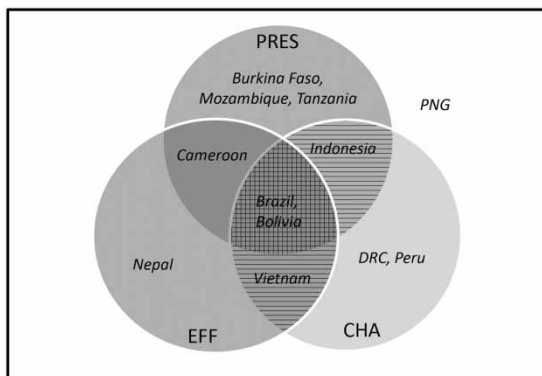 PRES
Burkina Faso,
Mozambique, Tanzania
PNG
Cameroon
Indonesia
Brazil,
Bolivia
Nepal
Vietnam
DRC, Peru
EFF
CHA